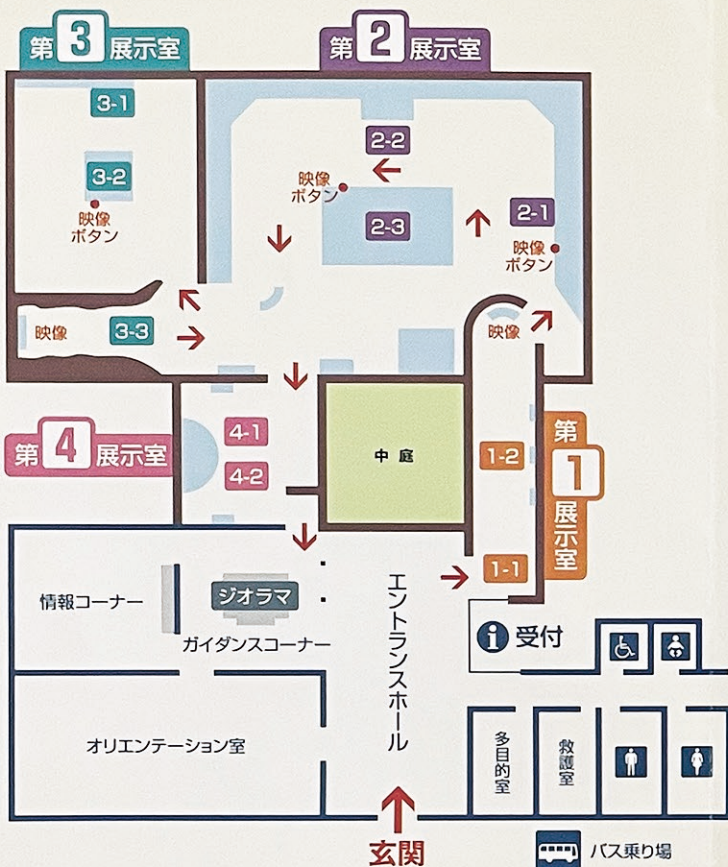 第3展示室
第2展示室
3-1
3-2
映像
ボタン
2-2
映像
ボタン
2-3
2-1
映像
ボタン
映像
3-3
映像
第4展示室
4-1
4-2
中庭
1-2
第1展示室
1-1
情報コーナー
ジオラマ
ガイダンスコーナー
エントランスホール
受付
オリエンテーション室
多目的室
救護室
玄関
バス乗り場